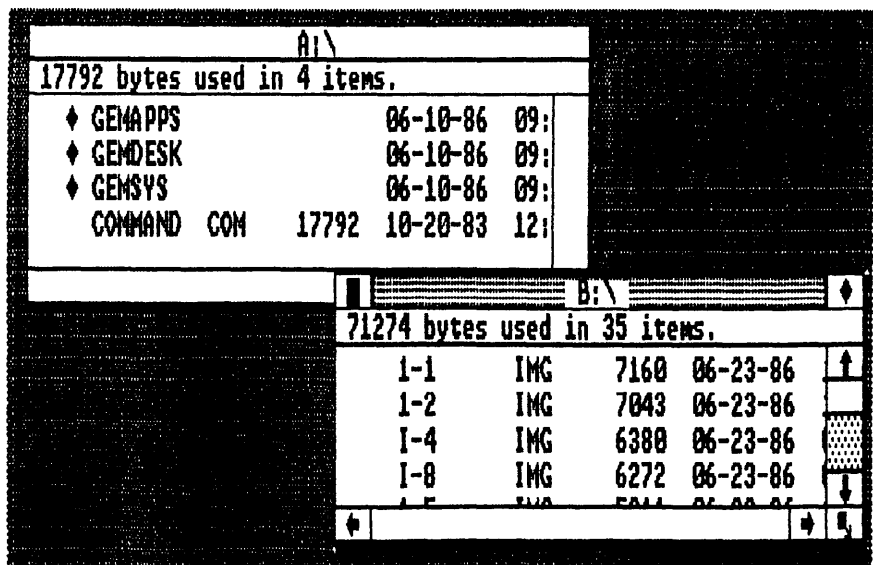 A:\
17792 bytes used in 4 items.
♦ GEMAPPS 06-10-86 09:
♦ GEMDESK 06-10-86 09:
♦ GEMSYS 06-10-86 09:
COMMAND COM 17792 10-20-83 12:
B:\
71274 bytes used in 35 items.
1-1 IMG 7160 06-23-86
1-2 IMG 7043 06-23-86
I-4 IMG 6380 06-23-86
I-8 IMG 6272 06-23-86